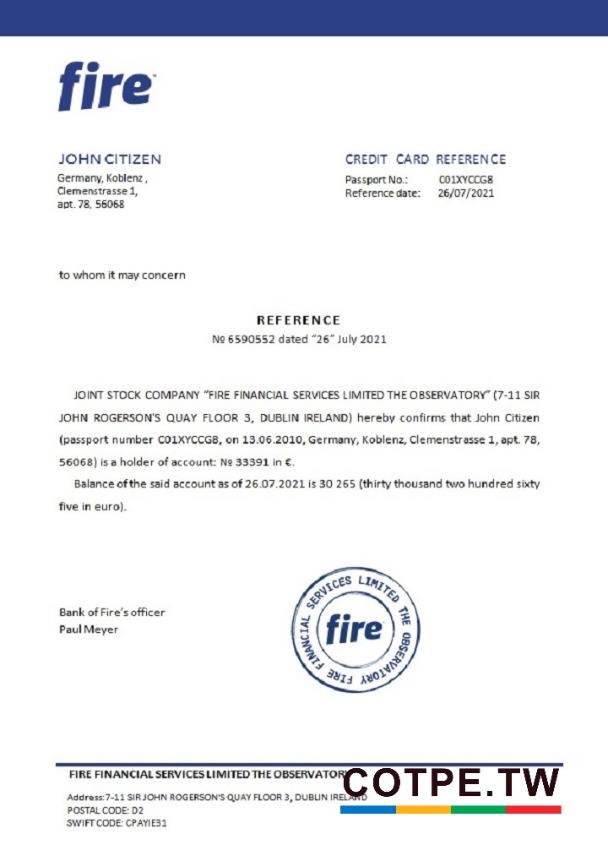 fire
JOHN CITIZEN
Germany, Koblenz ,
Clemenstrasse 1,
apt. 78, 56068
CREDIT CARD REFERENCE
Passport No.: C01XYCCG8
Reference date: 26/07/2021
to whom it may concern
REFERENCE
№ 6590552 dated “26” July 2021
JOINT STOCK COMPANY “FIRE FINANCIAL SERVICES LIMITED THE OBSERVATORY” (7-11 SIR
JOHN ROGERSON'S QUAY FLOOR 3, DUBLIN IRELAND) hereby confirms that John Citizen
(passport number C01XYCCG8, on 13.06.2010, Germany, Koblenz, Clemenstrasse 1, apt. 78,
56068) is a holder of account: № 33391 in €.
Balance of the said account as of 26.07.2021 is 30 265 (thirty thousand two hundred sixty
five in euro).
Bank of Fire's officer
Paul Meyer
FIRE FINANCIAL SERVICES LIMITED THE OBSERVATORY
fire
FIRE FINANCIAL SERVICES LIMITED THE OBSERVATORY
COTPE.TW
Address:7-11 SIR JOHN ROGERSON'S QUAY FLOOR 3, DUBLIN IRELAND
POSTAL CODE: D2
SWIFT CODE: CPAYIE31